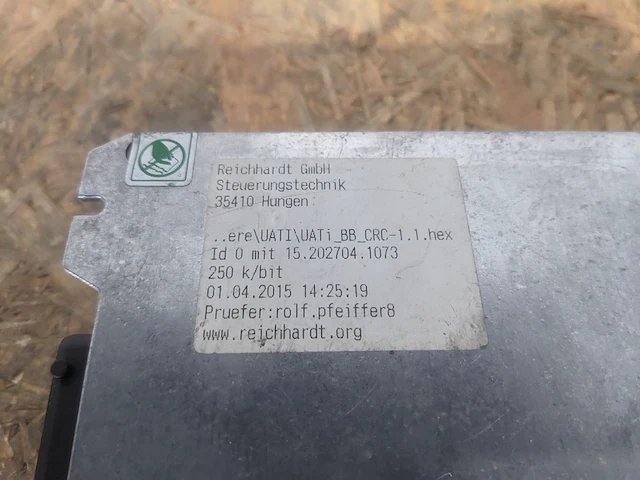 Reichhardt GmbH
Steuerungstechnik
35410 Hungen
..ere\UATI\UATi_BB_CRC-1.1.hex
Id 0 mit 15.202704.1073
250 k/bit
01.04.2015 14:25:19
Pruefer:rolf.pfeiffer8
www.reichhardt.org